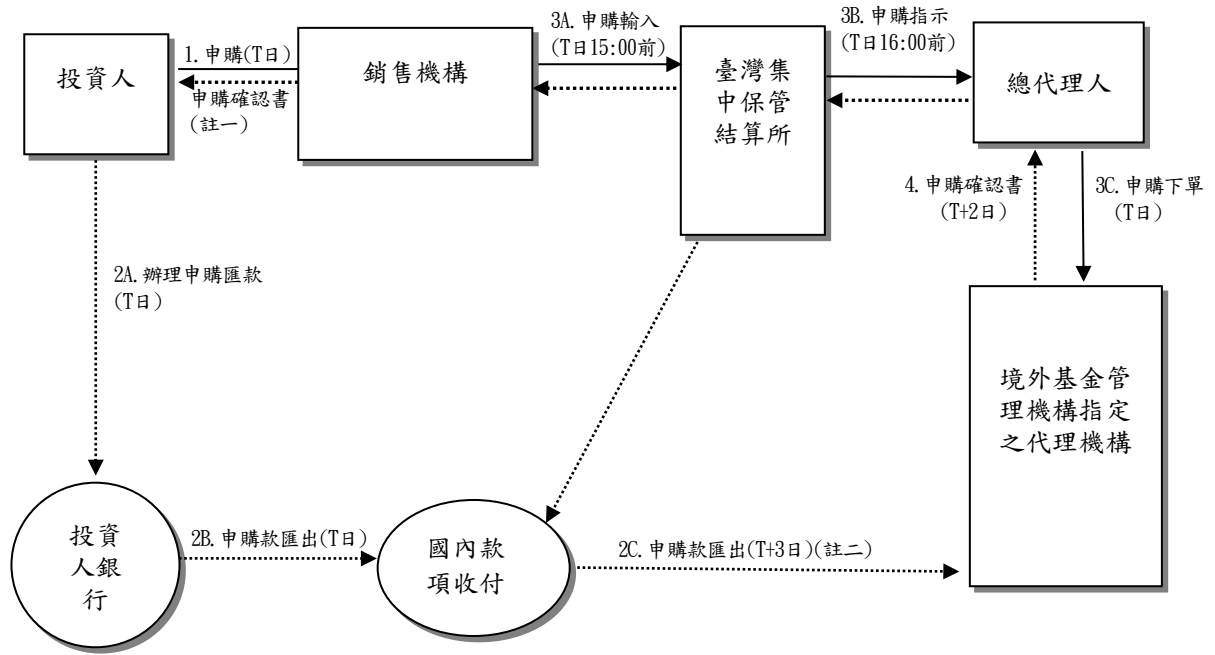 投資人
1.申購(T日)
申購確認書
(註一)
銷售機構
3A.申購輸入
(T日15:00前)
臺灣集
中保管
結算所
3B.申購指示
(T日16:00前)
總代理人
4.申購確認書
(T+2日)
3C.申購下單
(T日)
2A.辦理申購匯款
(T日)
境外基金管
理機構指定
之代理機構
投資
人銀
行
2B.申購款匯出(T日)
國內款
項收付
2C.申購款匯出(T+3日)(註二)